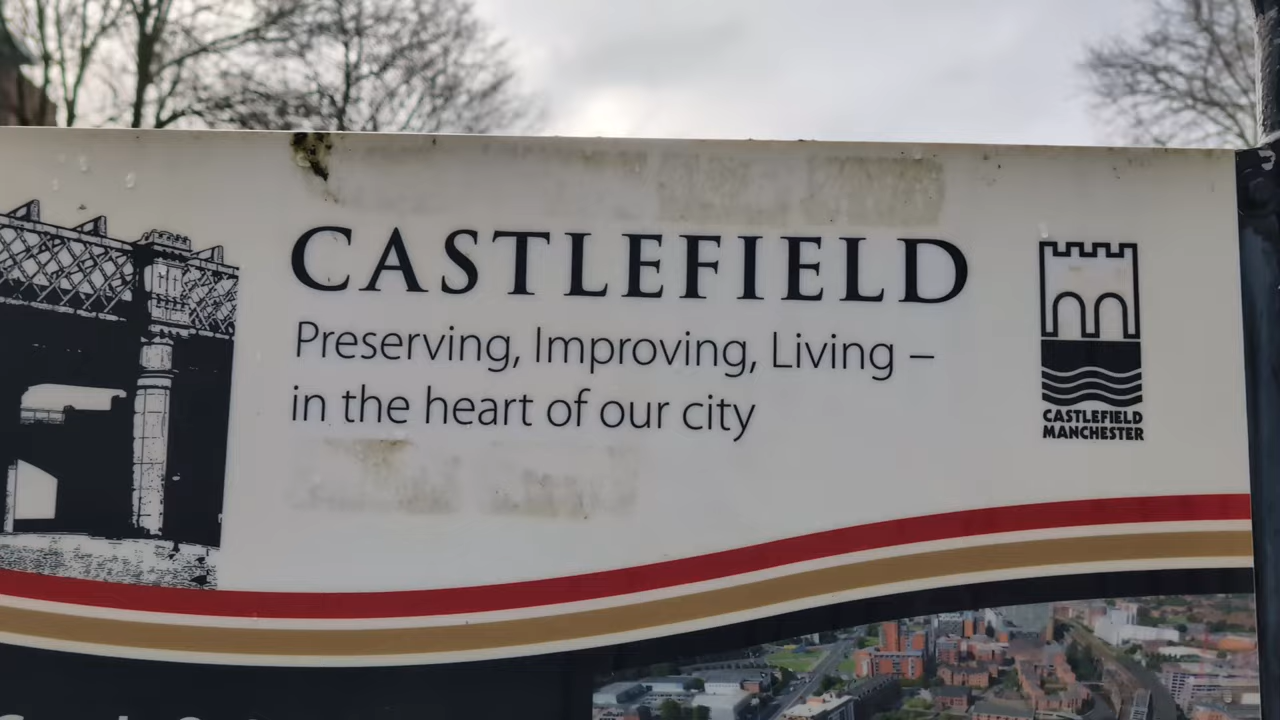 CASTLEFIELD
Preserving, Improving, Living –
in the heart of our city
CASTLEFIELD
MANCHESTER